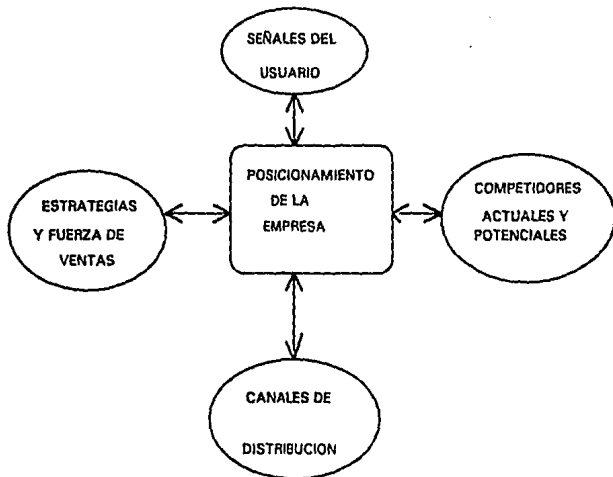 SEÑALES DEL
USUARIO
POSICIONAMIENTO
DE LA
EMPRESA
ESTRATEGIAS
Y FUERZA DE
VENTAS
COMPETIDORES
ACTUALES Y
POTENCIALES
CANALES DE
DISTRIBUCION